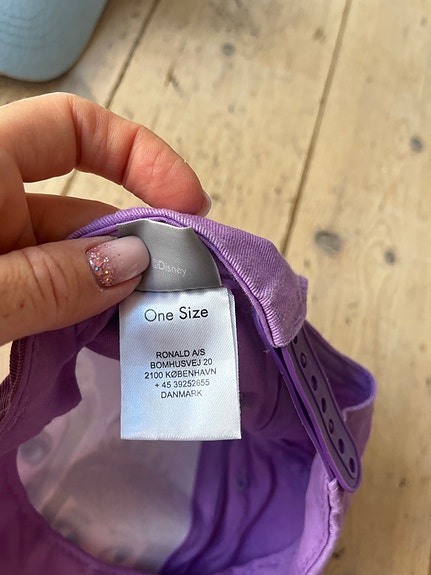 ©Disney
One Size
RONALD A/S
BOMHUSVEJ 20
2100 KØBENHAVN
+ 45 39252655
DANMARK